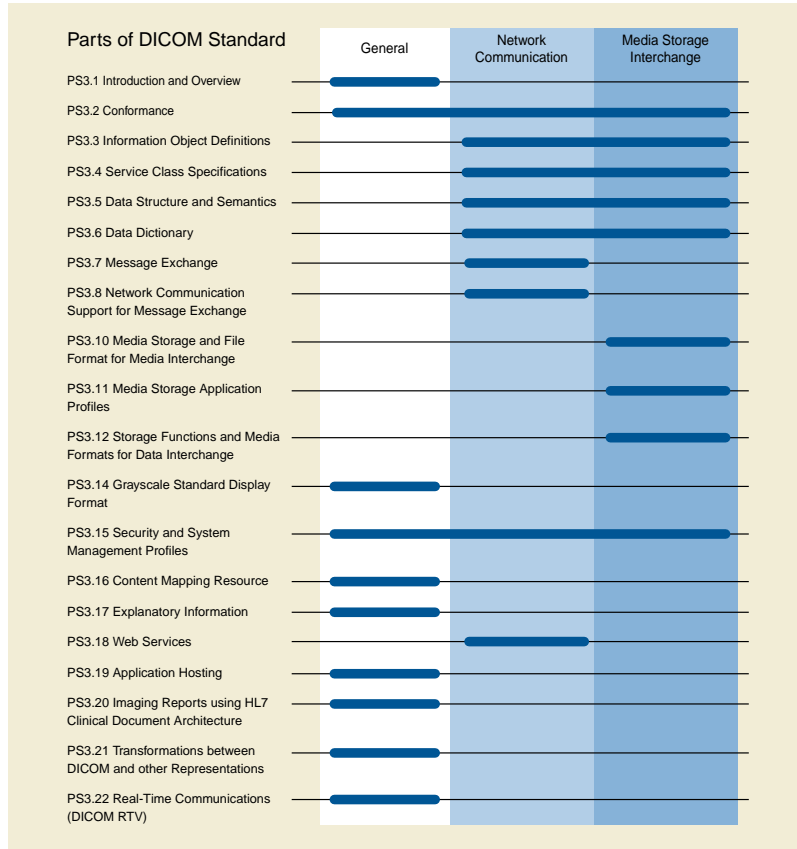 Parts of DICOM Standard
General
Network
Communication
Media Storage
Interchange
PS3.1 Introduction and Overview
PS3.2 Conformance
PS3.3 Information Object Definitions
PS3.4 Service Class Specifications
PS3.5 Data Structure and Semantics
PS3.6 Data Dictionary
PS3.7 Message Exchange
PS3.8 Network Communication
Support for Message Exchange
PS3.10 Media Storage and File
Format for Media Interchange
PS3.11 Media Storage Application
Profiles
PS3.12 Storage Functions and Media
Formats for Data Interchange
PS3.14 Grayscale Standard Display
Format
PS3.15 Security and System
Management Profiles
PS3.16 Content Mapping Resource
PS3.17 Explanatory Information
PS3.18 Web Services
PS3.19 Application Hosting
PS3.20 Imaging Reports using HL7
Clinical Document Architecture
PS3.21 Transformations between
DICOM and other Representations
PS3.22 Real-Time Communications
(DICOM RTV)